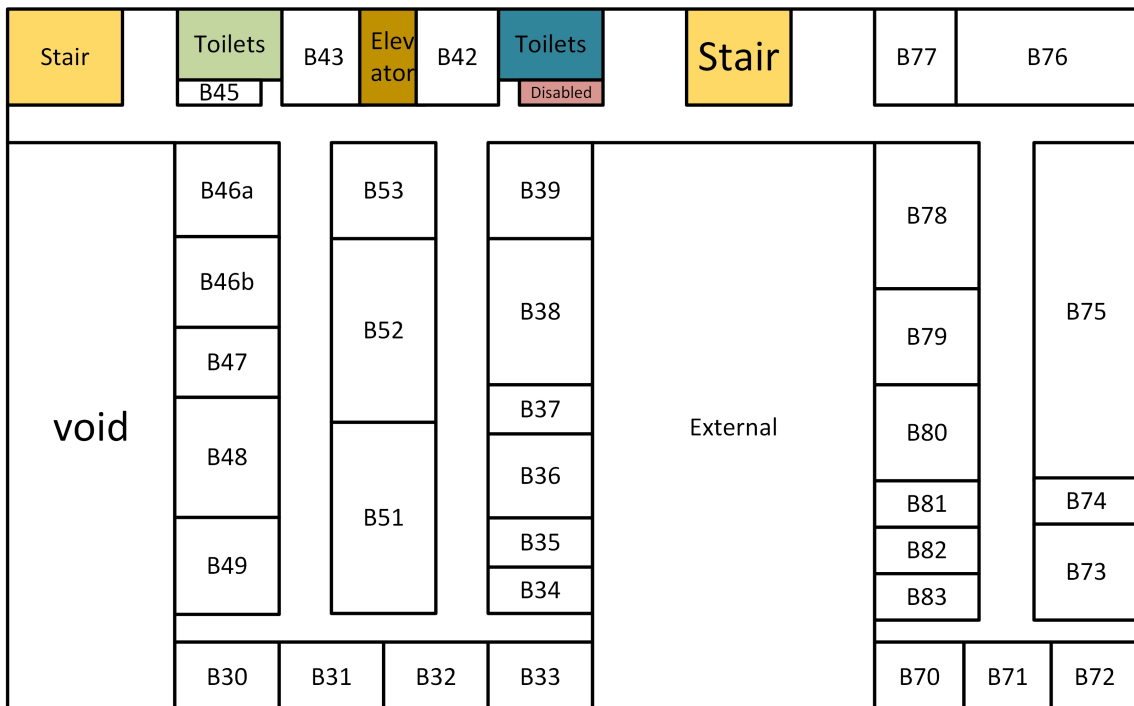 Stair
Toilets
B45
B43
Elev
ator
B42
Toilets
Disabled
Stair
B77
B76
void
B46a
B46b
B47
B48
B49
B53
B52
B51
B39
B38
B37
B36
B35
B34
B30
B31
B32
B33
External
B78
B79
B80
B81
B82
B83
B75
B74
B73
B70
B71
B72